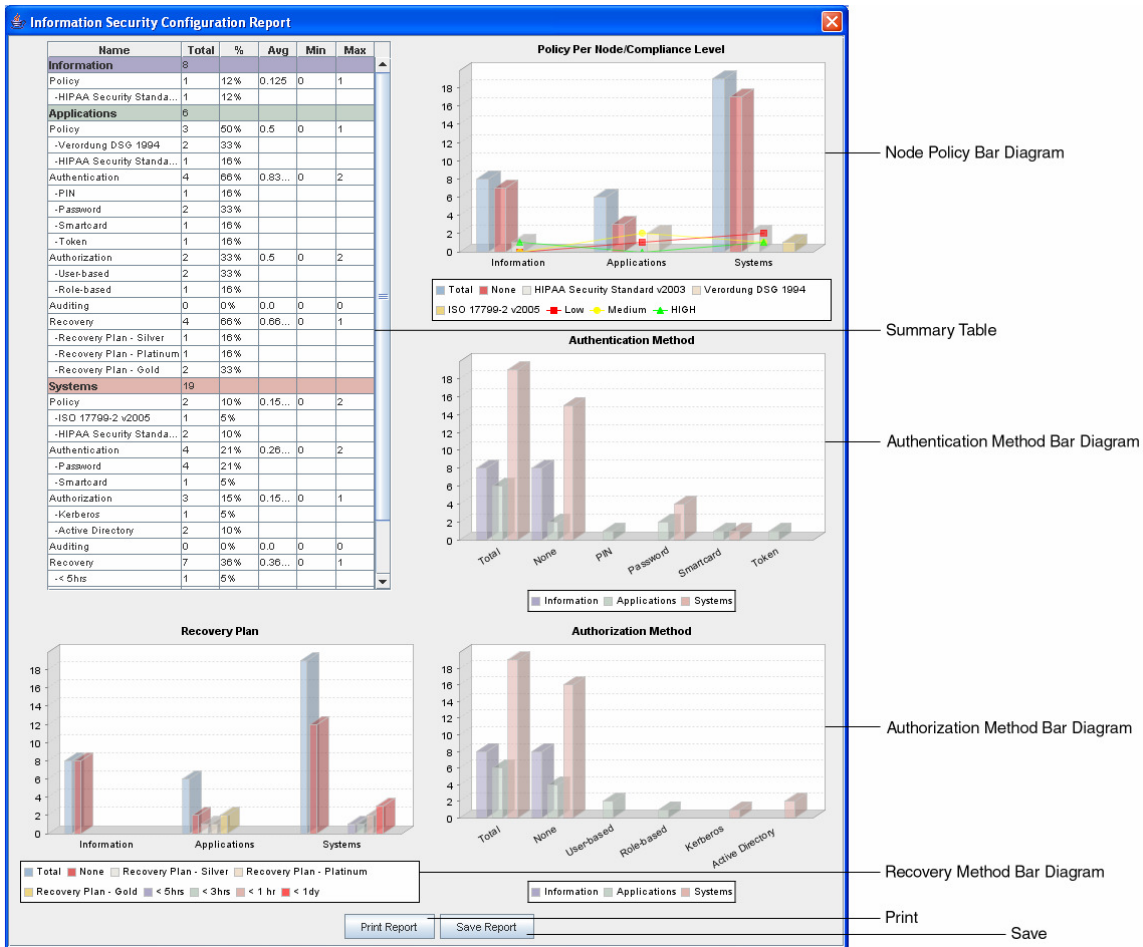 Information Security Configuration Report
Name Total % Avg Min Max
Information 8
Policy 1 12% 0.125 0 1
-HIPAA Security Standa... 1 12%
Applications 6
Policy 3 50% 0.5 0 1
-Verordung DSG 1994 2 33%
-HIPAA Security Standa... 1 16%
Authentication 4 66% 0.83... 0 2
-PIN 1 16%
-Password 2 33%
-Smartcard 1 16%
-Token 1 16%
Authorization 2 33% 0.5 0 2
-User-based 2 33%
-Role-based 1 16%
Auditing 0 0% 0.0 0 0
Recovery 4 66% 0.66... 0 1
-Recovery Plan - Silver 1 16%
-Recovery Plan - Platinum 1 16%
-Recovery Plan - Gold 2 33%
Systems 19
Policy 2 10% 0.15... 0 2
-ISO 17799-2 v2005 1 5%
-HIPAA Security Standa... 2 10%
Authentication 4 21% 0.26... 0 2
-Password 4 21%
-Smartcard 1 5%
Authorization 3 15% 0.15... 0 1
-Kerberos 1 5%
-Active Directory 2 10%
Auditing 0 0% 0.0 0 0
Recovery 7 36% 0.36... 0 1
-< 5hrs 1 5%
Policy Per Node/Compliance Level
18
16
14
12
10
8
6
4
2
0
Information Applications Systems
Total None HIPAA Security Standard v2003 Verordung DSG 1994
ISO 17799-2 v2005 Low Medium HIGH
Node Policy Bar Diagram
Summary Table
Authentication Method
18
16
14
12
10
8
6
4
2
0
Total None PIN Password Smartcard Token
Information Applications Systems
Authentication Method Bar Diagram
Recovery Plan
18
16
14
12
10
8
6
4
2
0
Information Applications Systems
Total None Recovery Plan - Silver Recovery Plan - Platinum
Recovery Plan - Gold < 5hrs < 3hrs < 1 hr < 1dy
Authorization Method
18
16
14
12
10
8
6
4
2
0
Total None User-based Role-based Kerberos Active Directory
Information Applications Systems
Authorization Method Bar Diagram
Recovery Method Bar Diagram
Print Report Save Report
Print
Save